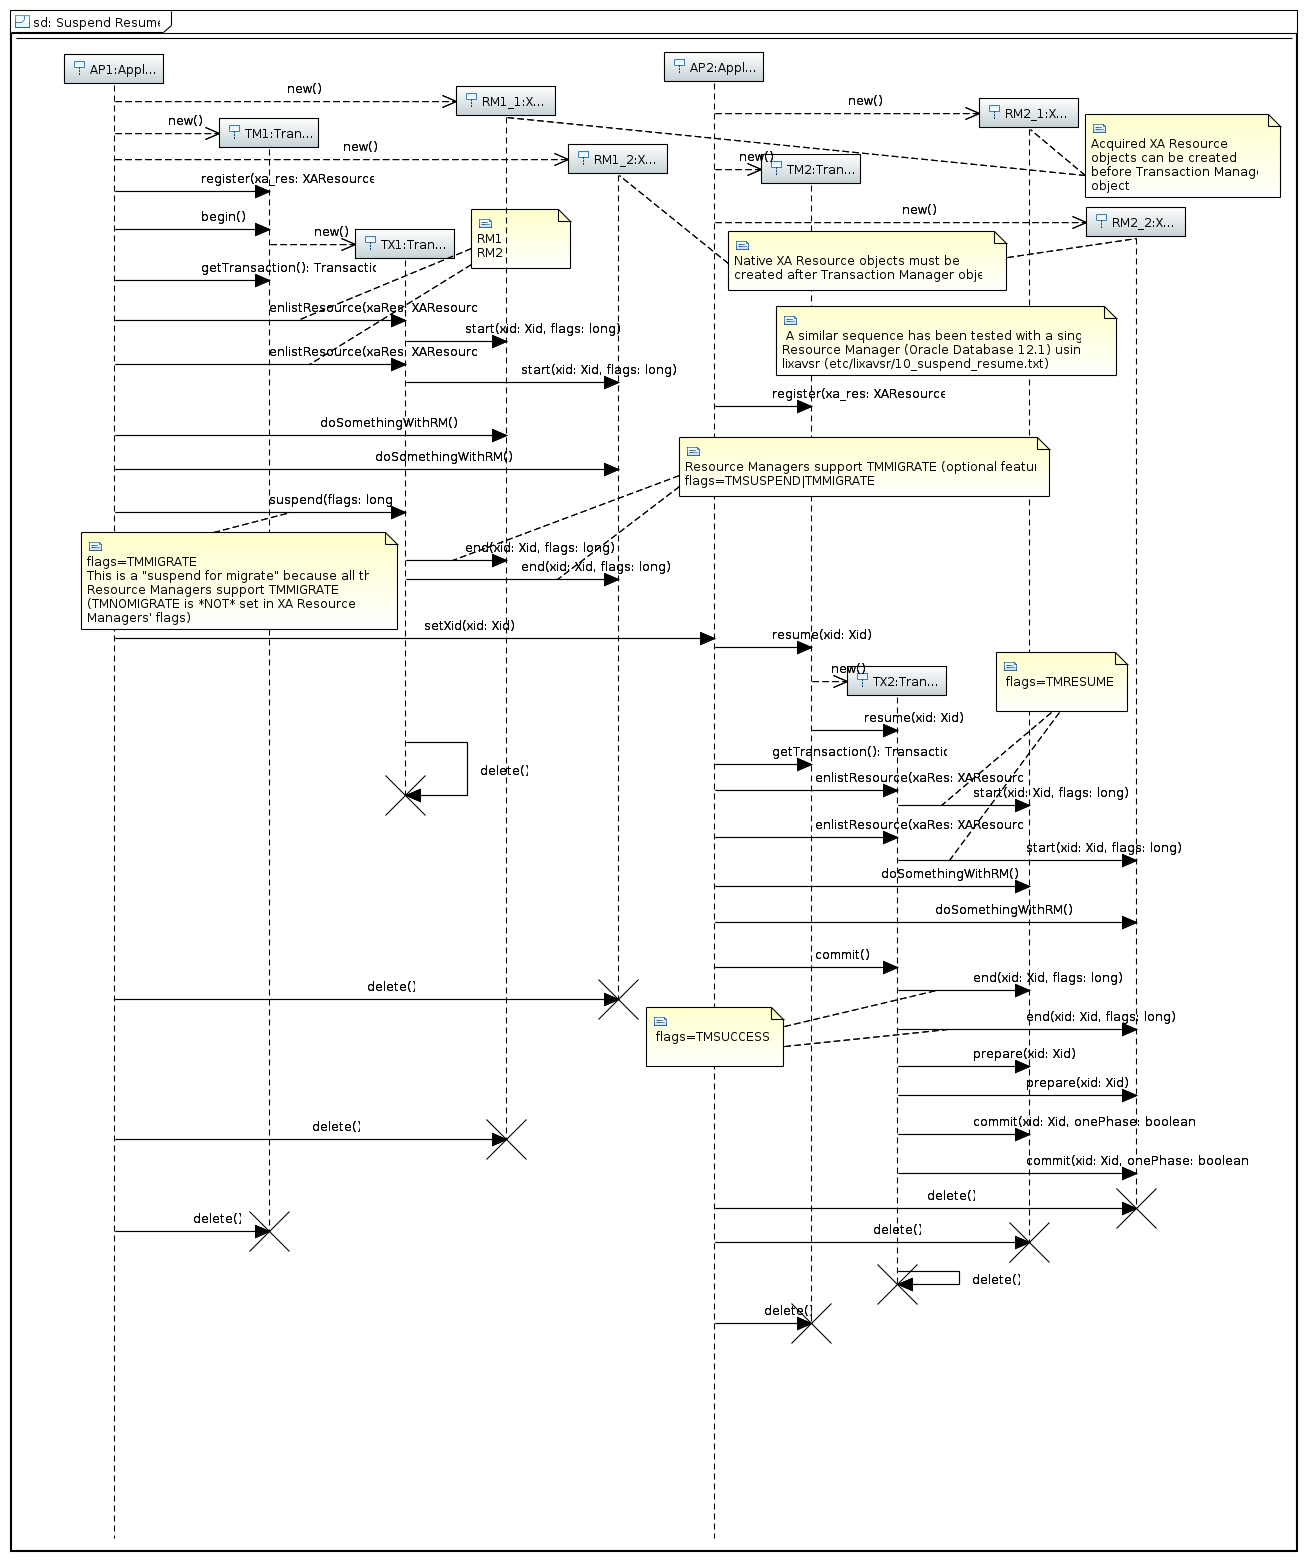 sd: Suspend Resume
AP1:Appl...
AP2:Appl...
new()
RM1_1:X...
new()
RM2_1:X...
new()
TM1:Tran...
Acquired XA Resource
objects can be created
before Transaction Manag
object
new()
RM1_2:X...
new()
TM2:Tran...
register(xa_res: XAResource
begin()
new()
RM2_2:X...
new()
TX1:Tran...
RM1
RM2
Native XA Resource objects must be
created after Transaction Manager obje
getTransaction(): Transactic
enlistResource(xaRes: XAResourc
start(xid: Xid, flags: long)
A similar sequence has been tested with a sing
Resource Manager (Oracle Database 12.1) usin
lixavsr (etc/lixavsr/10_suspend_resume.txt)
enlistResource(xaRes: XAResourc
start(xid: Xid, flags: long)
register(xa_res: XAResource
doSomethingWithRM()
doSomethingWithRM()
Resource Managers support TMMIGRATE (optional featur
flags=TMSUSPEND|TMMIGRATE
suspend(flags: long
flags=TMMIGRATE
This is a "suspend for migrate" because all th
Resource Managers support TMMIGRATE
(TMNOMIGRATE is *NOT* set in XA Resource
Managers' flags)
end(xid: Xid, flags: long)
end(xid: Xid, flags: long)
setXid(xid: Xid)
resume(xid: Xid)
new()
TX2:Tran...
flags=TMRESUME
resume(xid: Xid)
getTransaction(): Transactic
delete()
enlistResource(xaRes: XAResourc
start(xid: Xid, flags: long)
enlistResource(xaRes: XAResourc
start(xid: Xid, flags: long)
doSomethingWithRM()
doSomethingWithRM()
commit()
end(xid: Xid, flags: long)
delete()
flags=TMSUCCESS
end(xid: Xid, flags: long)
prepare(xid: Xid)
prepare(xid: Xid)
commit(xid: Xid, onePhase: boolean
delete()
commit(xid: Xid, onePhase: boolean
delete()
delete()
delete()
delete()
delete()